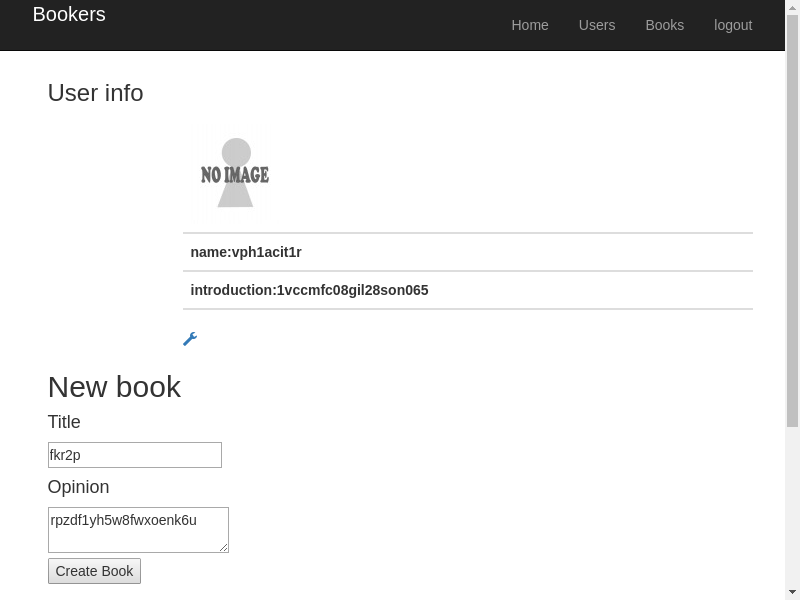 Bookers
Home Users Books logout
User info
NO IMAGE
name:vph1acit1r
introduction:1vccmfc08gil28son065
New book
Title
fkr2p
Opinion
rpzdf1yh5w8fwxoenk6u
Create Book